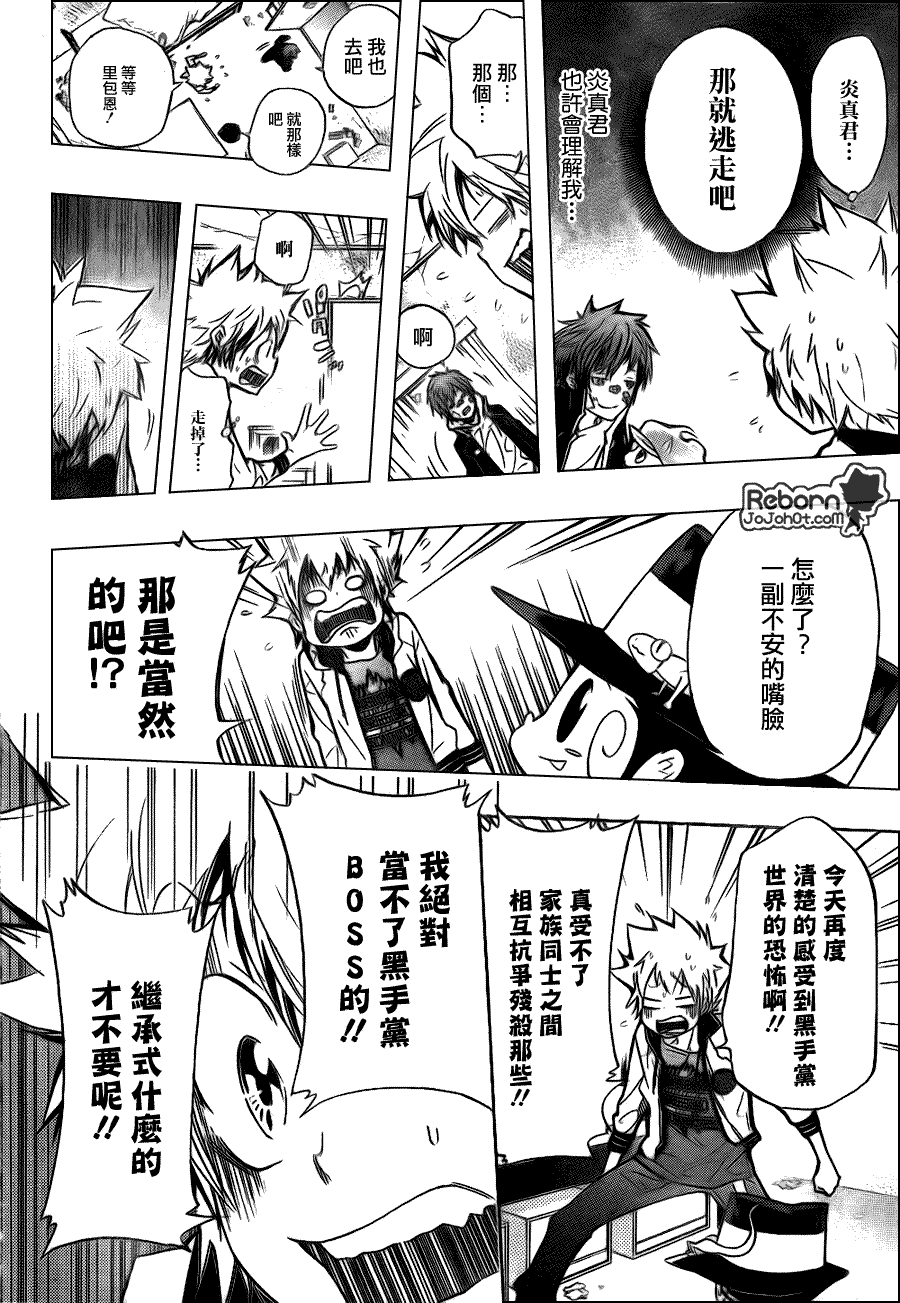 炎真君…
那就逃走吧
炎真君
也許會理解我…
那…
那個…
啊
我也
去吧
就那樣
吧
等等
里包恩！
啊
走掉了…
Reborn
JoJoHot.com
怎麼了？
一副不安的嘴臉
那是當然
的吧!?
今天再度
清楚的感受到黑手黨
世界的恐怖啊!!
真受不了
家族同士之間
相互抗爭殘殺那些!!
我絕對
當不了黑手黨
BOSS的!!
繼承式什麼的
才不要呢!!